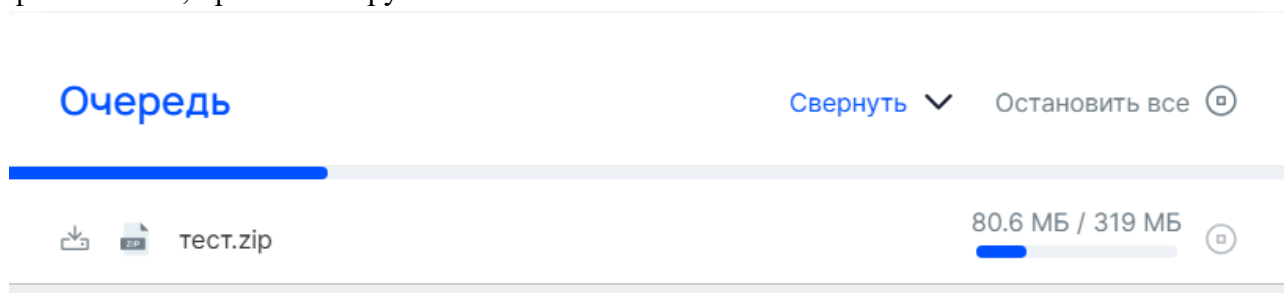 Очередь
Свернуть
Остановить все
тест.zip
80.6 МБ / 319 МБ
ZIP